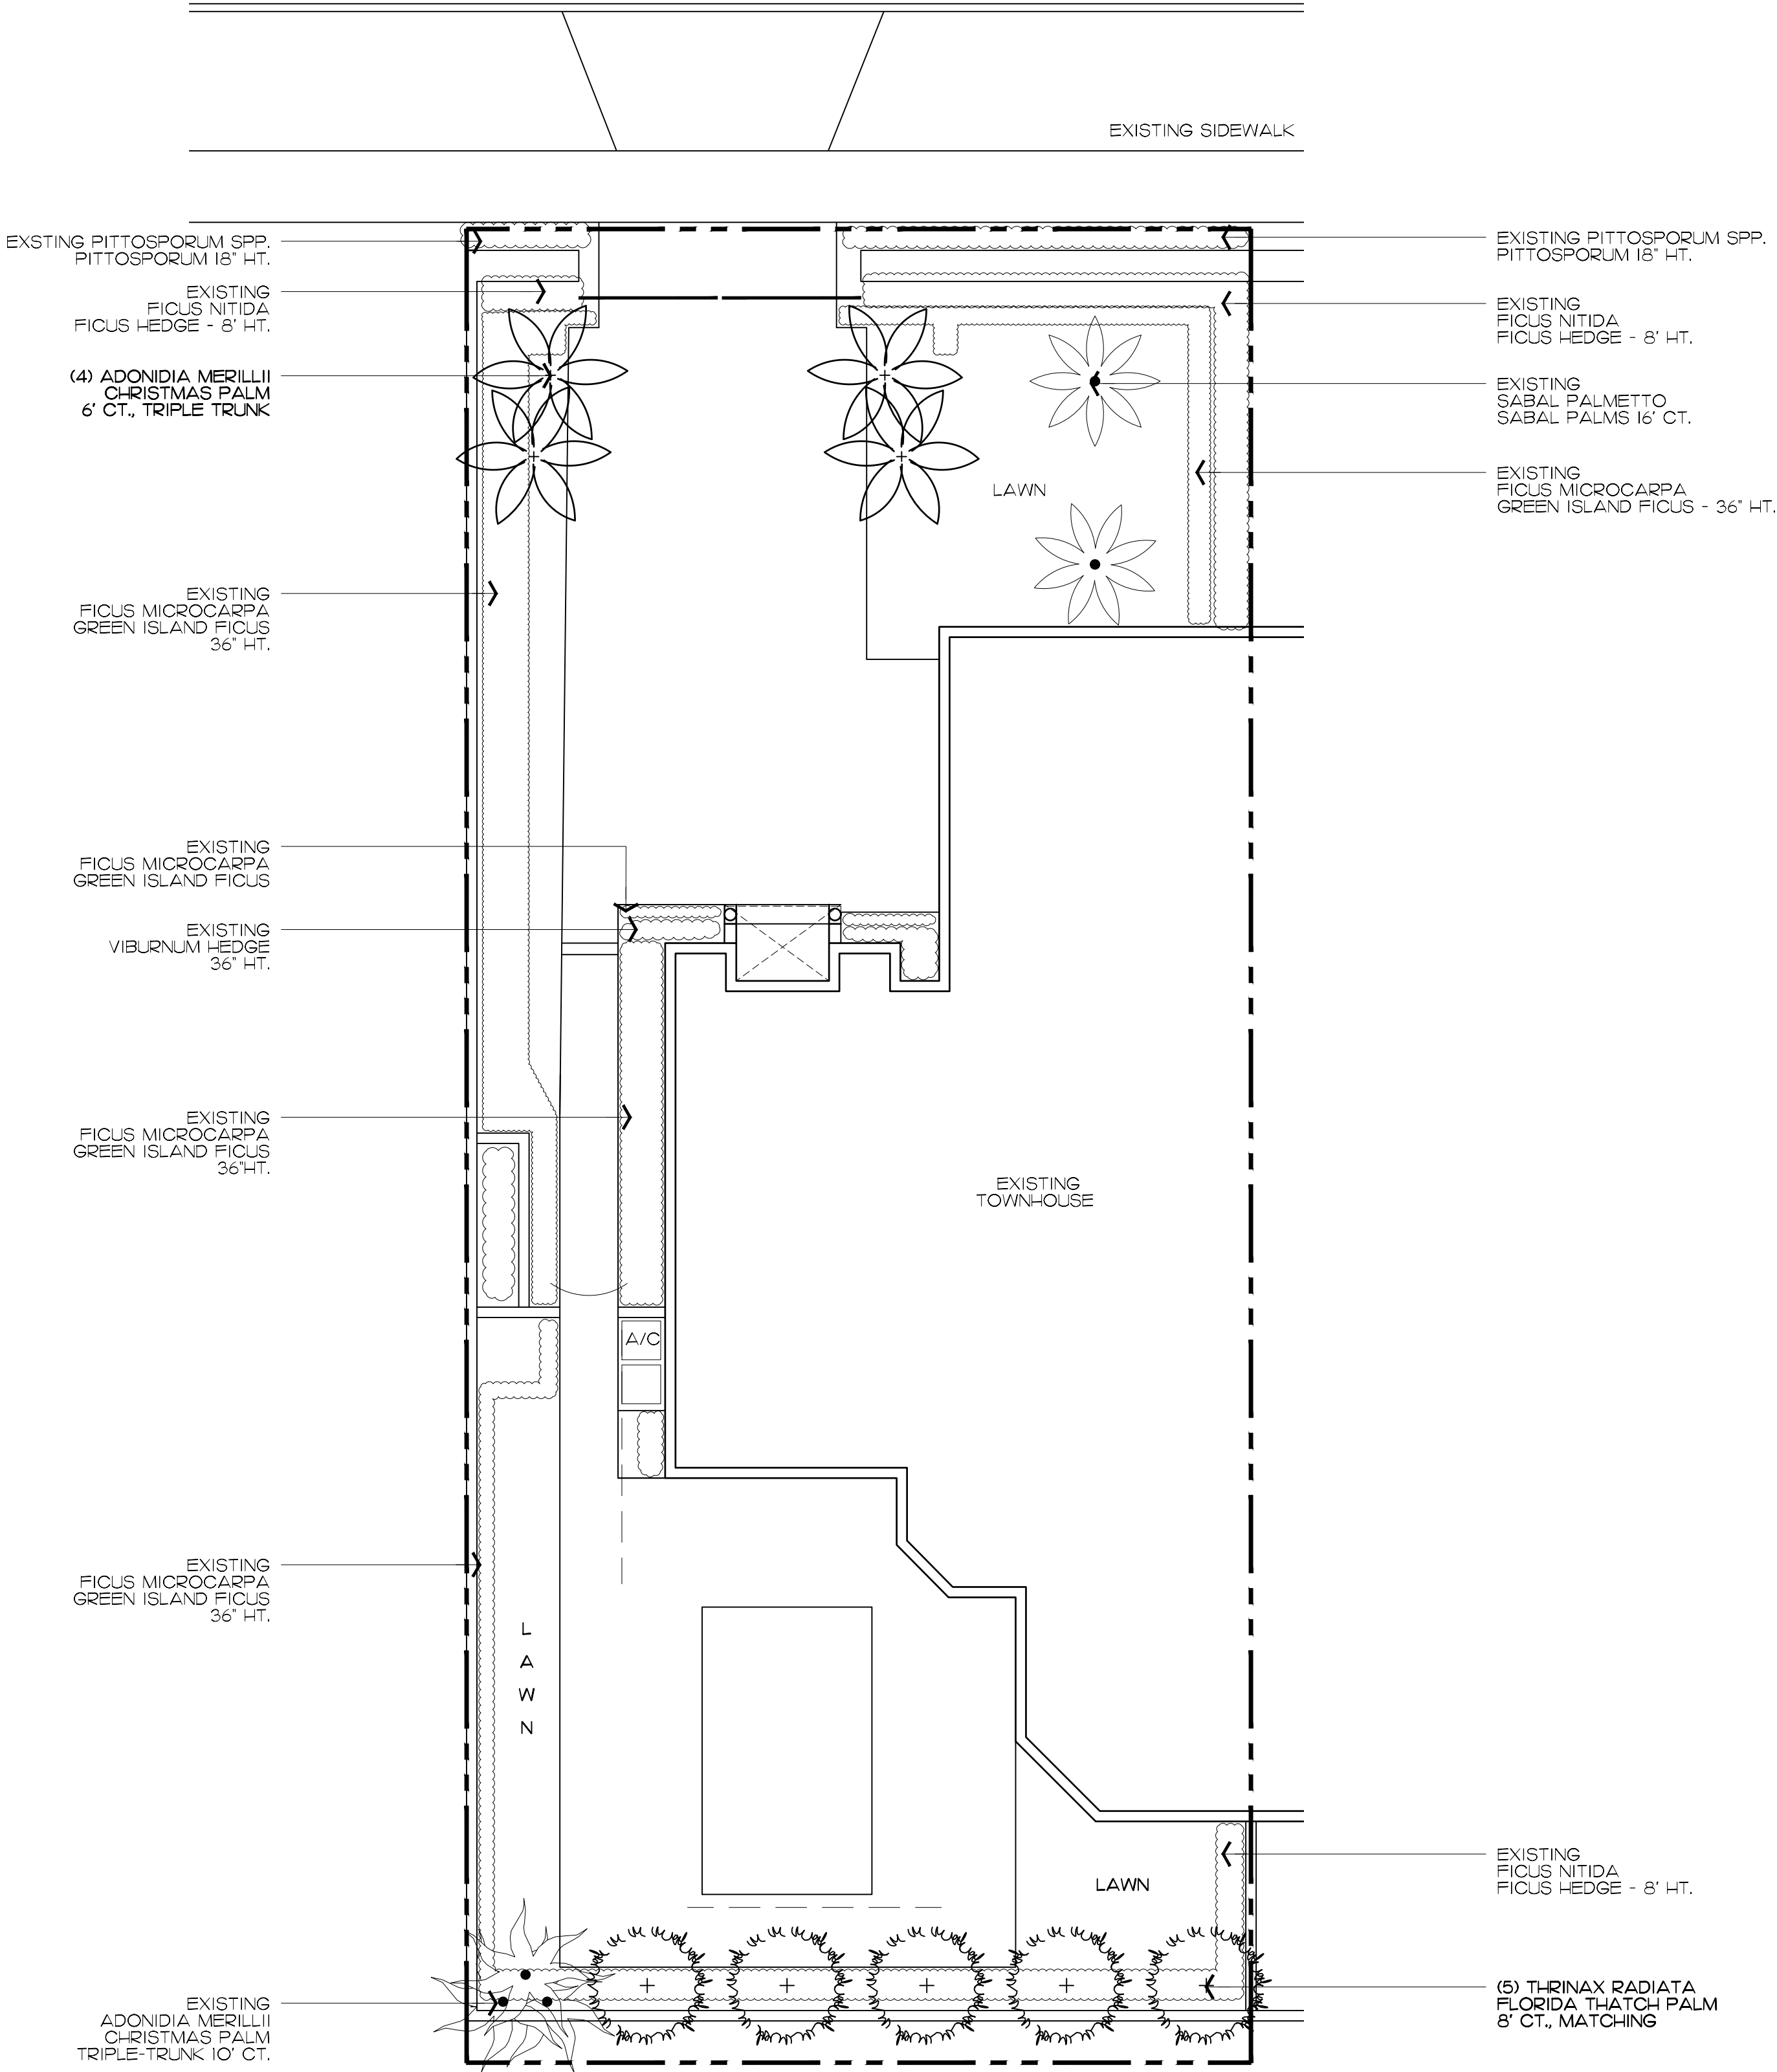 EXISTING SIDEWALK
EXSTING PITTOSPORUM SPP.
PITTOSPORUM 18" HT.
EXISTING
FICUS NITIDA
FICUS HEDGE - 8' HT.
(4) ADONIDIA MERILLII
CHRISTMAS PALM
6' CT., TRIPLE TRUNK
EXISTING
FICUS MICROCARPA
GREEN ISLAND FICUS
36" HT.
EXISTING
FICUS MICROCARPA
GREEN ISLAND FICUS
EXISTING
VIBURNUM HEDGE
36" HT.
EXISTING
FICUS MICROCARPA
GREEN ISLAND FICUS
36"HT.
EXISTING
FICUS MICROCARPA
GREEN ISLAND FICUS
36" HT.
EXISTING
ADONIDIA MERILLII
CHRISTMAS PALM
TRIPLE-TRUNK 10' CT.
LAWN
A/C
EXISTING
TOWNHOUSE
L
A
W
N
LAWN
EXISTING PITTOSPORUM SPP.
PITTOSPORUM 18" HT.
EXISTING
FICUS NITIDA
FICUS HEDGE - 8' HT.
EXISTING
SABAL PALMETTO
SABAL PALMS 16' CT.
EXISTING
FICUS MICROCARPA
GREEN ISLAND FICUS - 36" HT.
EXISTING
FICUS NITIDA
FICUS HEDGE - 8' HT.
(5) THRINAX RADIATA
FLORIDA THATCH PALM
8' CT., MATCHING